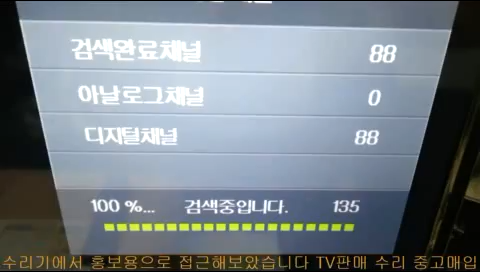 검색완료채널 88
아날로그채널 0
디지털채널 88
100 %... 검색중입니다. 135
수리기에서 홍보용으로 접근해보았습니다 TV판매 수리 중고매입